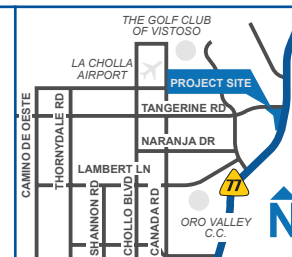 THE GOLF CLUB
OF VISTOSO
LA CHOLLA
AIRPORT
PROJECT SITE
TANGERINE RD
NARANJA DR
LAMBERT LN
CAMINO DE OESTE
THORNYDALE RD
SHANNON RD
CHOLLO BLVD
CANADA RD
77
ORO VALLEY
C.C.
N